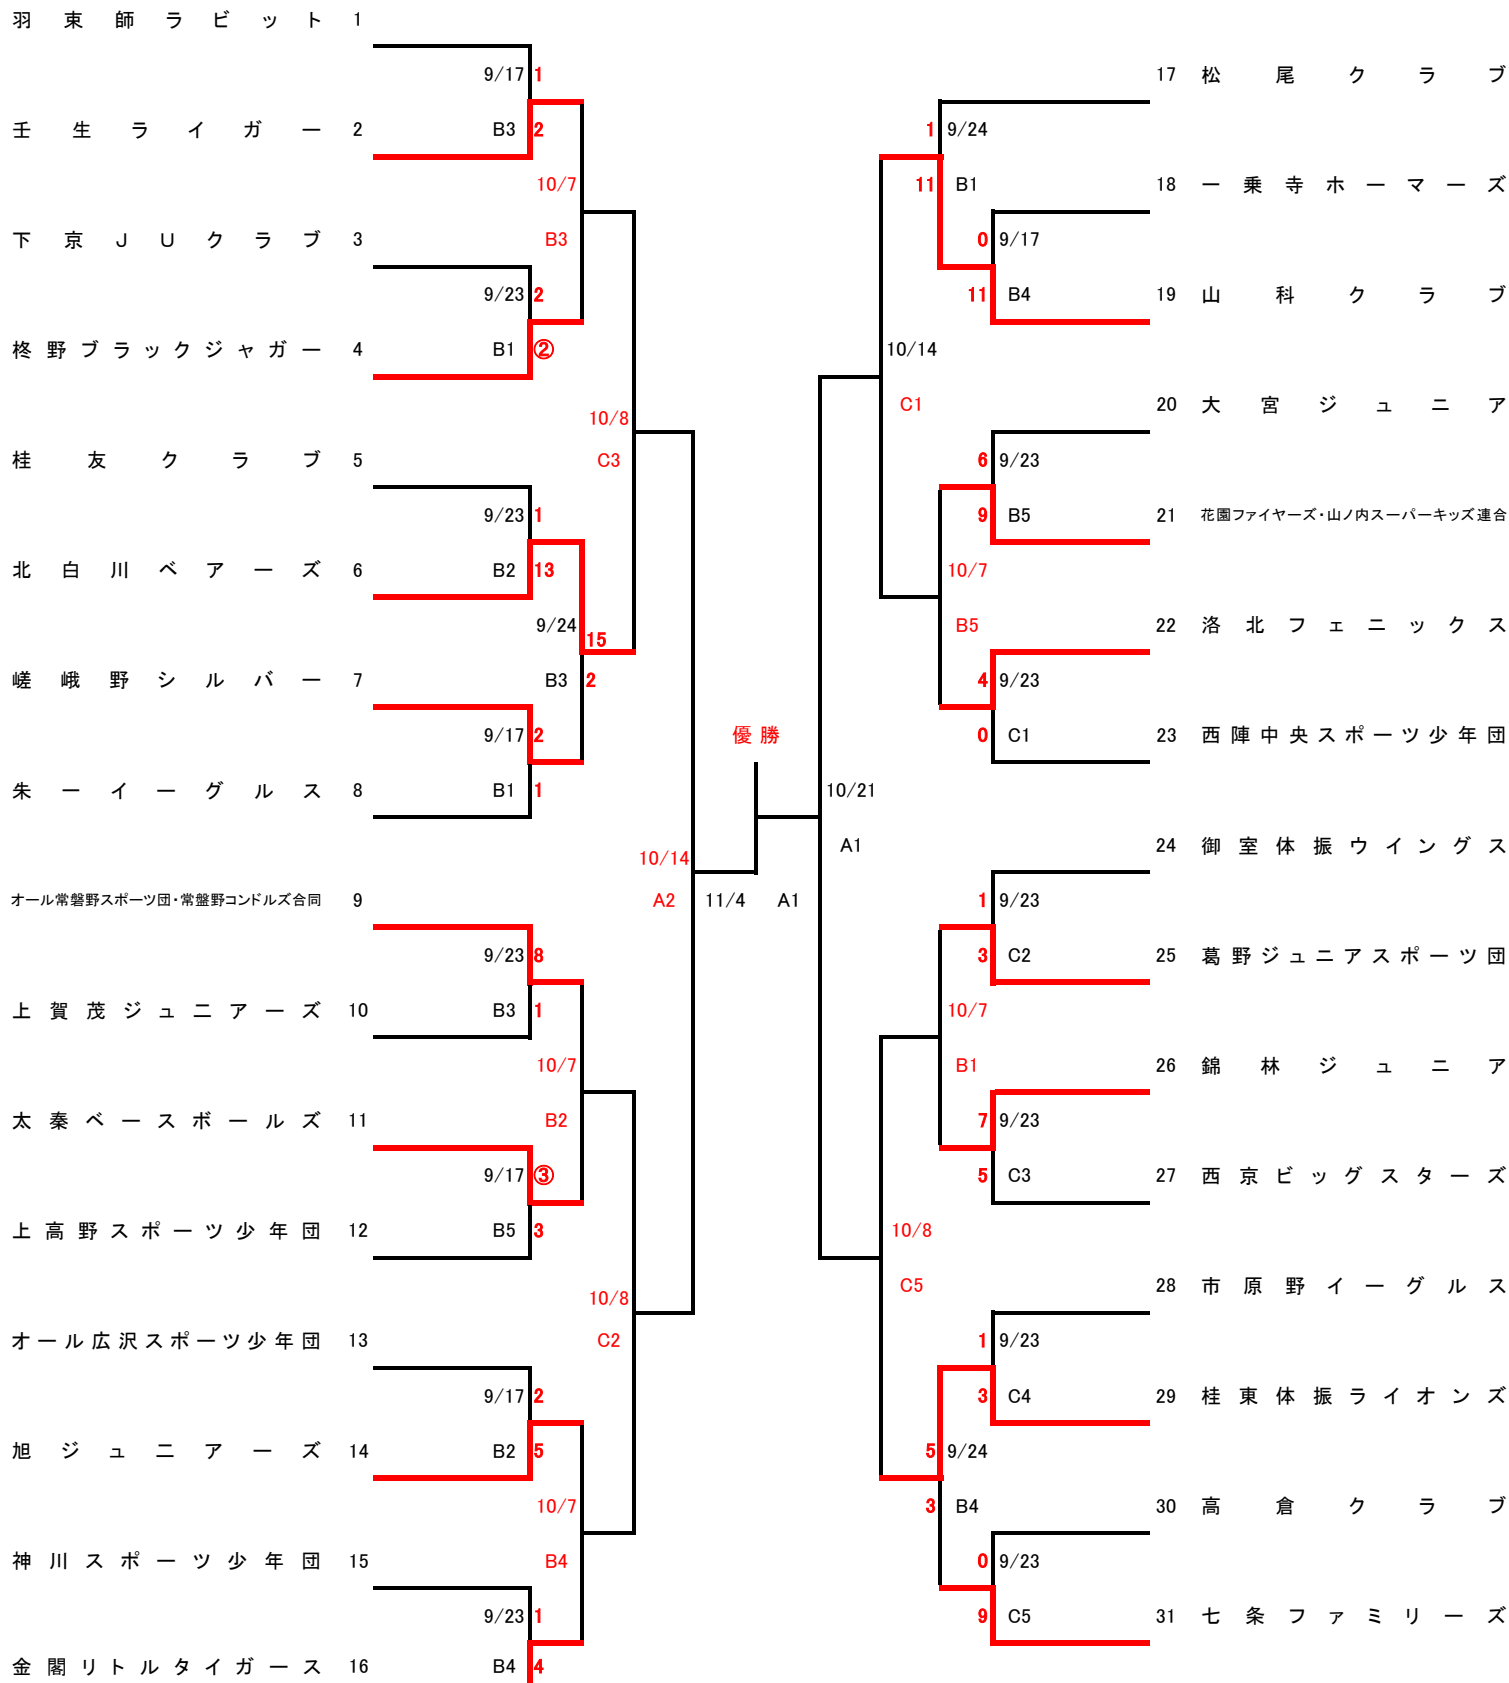 羽束師ラビット 1
9/17 1
壬生ライガー 2 B3 2
10/7
下京JUクラブ 3 B3
9/23 2
柊野ブラックジャガー 4 B1 ②
10/8
桂友クラブ 5 C3
9/23 1
北白川ベアーズ 6 B2 13
9/24 15
嵯峨野シルバー 7 B3 2
9/17 2
朱一イーグルス 8 B1 1
10/14
オール常磐野スポーツ団・常盤野コンドルズ合同 9 A2
9/23 8
上賀茂ジュニアーズ 10 B3 1
10/7
太秦ベースボールズ 11 B2
9/17 ③
上高野スポーツ少年団 12 B5 3
10/8
オール広沢スポーツ少年団 13 C2
9/17 2
旭ジュニアーズ 14 B2 5
10/7
神川スポーツ少年団 15 B4
9/23 1
金閣リトルタイガース 16 B4 4
優勝
11/4 A1
17 松尾クラブ
1 9/24
11 B1 18 一乗寺ホーマーズ
0 9/17
11 B4 19 山科クラブ
10/14
C1 20 大宮ジュニア
6 9/23
9 B5 21 花園ファイヤーズ・山ノ内スーパーキッズ連合
10/7
B5 22 洛北フェニックス
4 9/23
0 C1 23 西陣中央スポーツ少年団
10/21
A1 24 御室体振ウイングス
1 9/23
3 C2 25 葛野ジュニアスポーツ団
10/7
B1 26 錦林ジュニア
7 9/23
5 C3 27 西京ビッグスターズ
10/8
C5 28 市原野イーグルス
1 9/23
3 C4 29 桂東体振ライオンズ
5 9/24
3 B4 30 高倉クラブ
0 9/23
9 C5 31 七条ファミリーズ